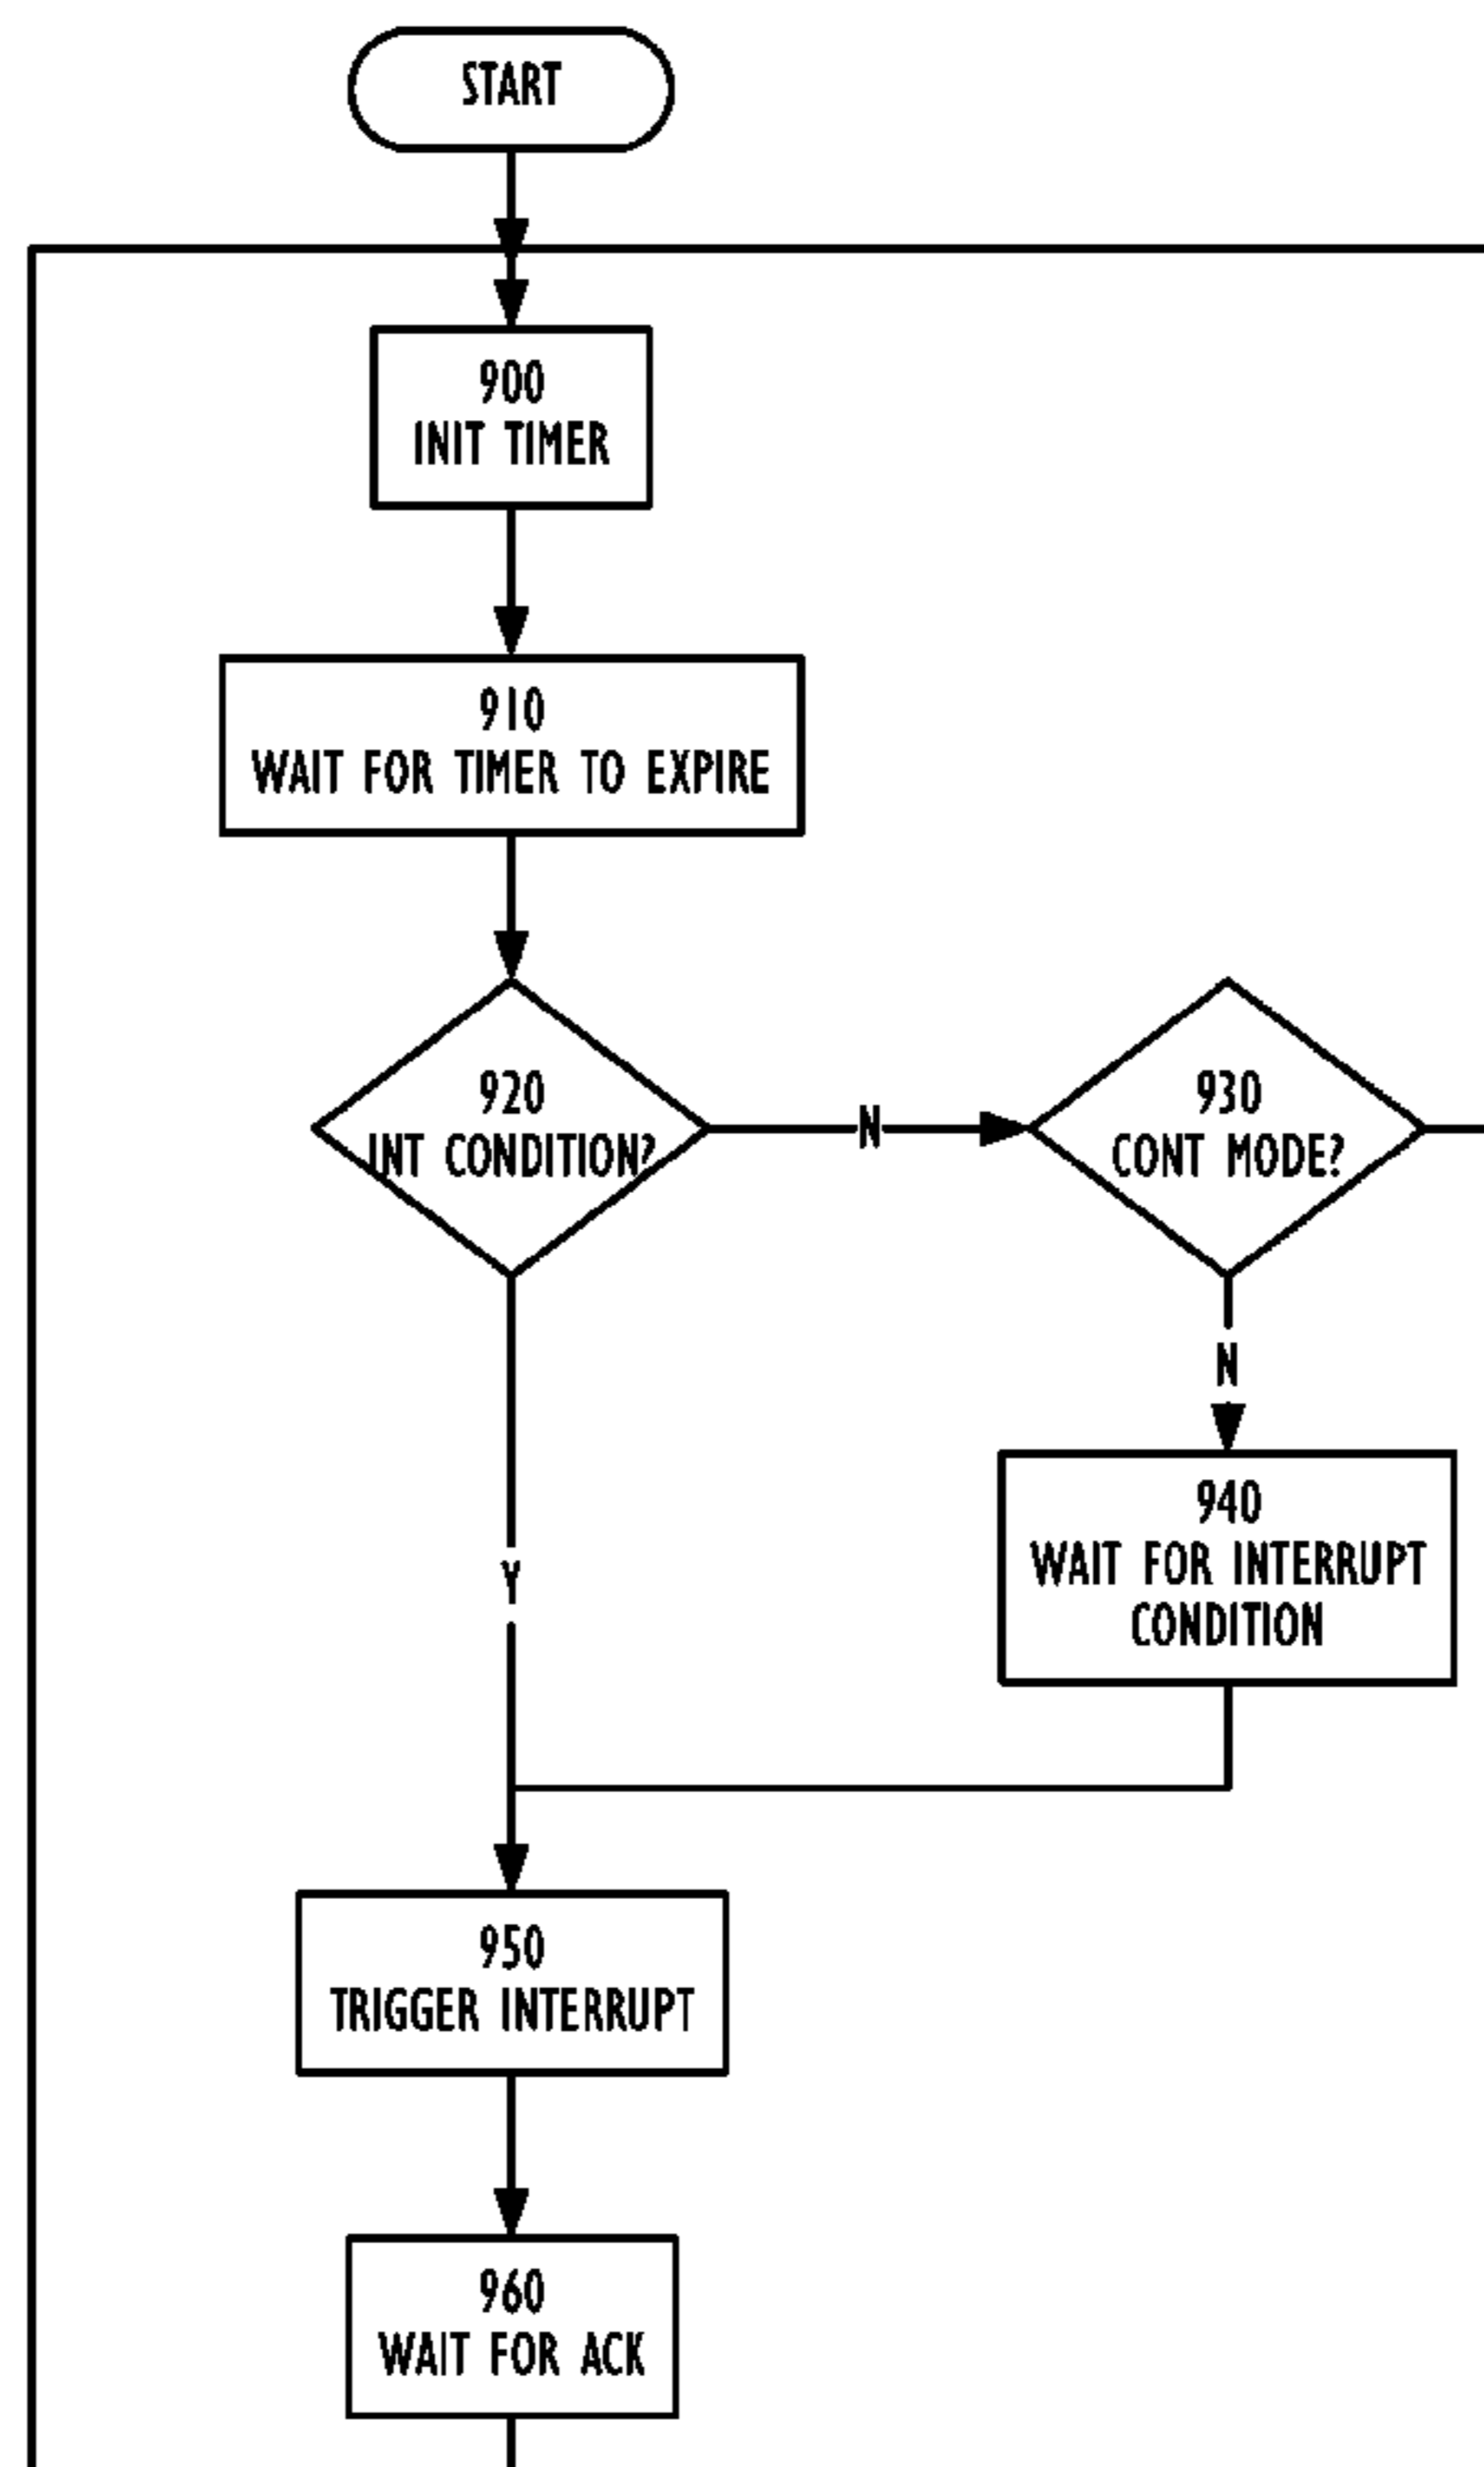 START
900
INIT TIMER
910
WAIT FOR TIMER TO EXPIRE
920
INT CONDITION?
N
930
CONT MODE?
N
940
WAIT FOR INTERRUPT
CONDITION
Y
950
TRIGGER INTERRUPT
960
WAIT FOR ACK